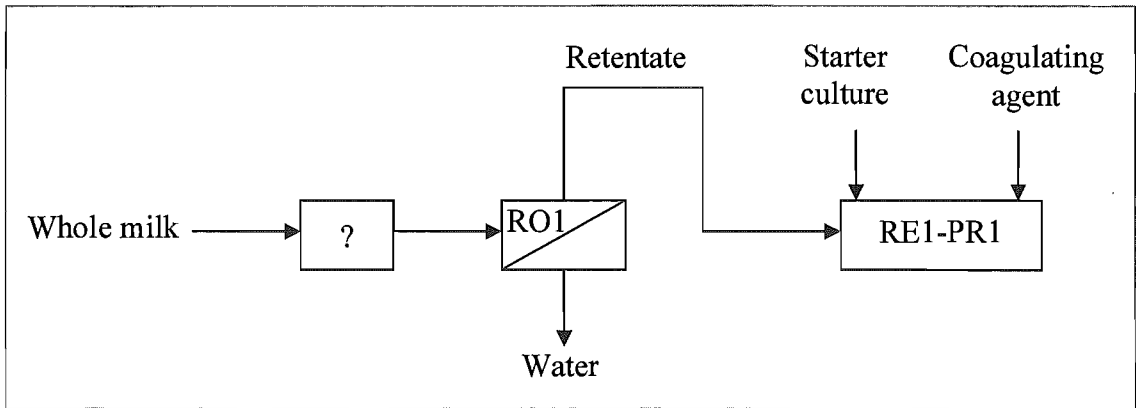 Retentate
Starter
culture
Coagulating
agent
Whole milk
?
RO1
RE1-PR1
Water